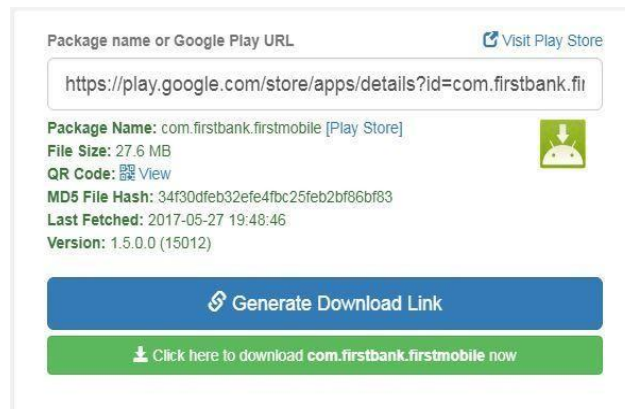 Package name or Google Play URL
Visit Play Store
https://play.google.com/store/apps/details?id=com.firstbank.fir
Package Name: com.firstbank.firstmobile [Play Store]
File Size: 27.6 MB
QR Code: View
MD5 File Hash: 34f30dfeb32efe4fbc25feb2bf86bf83
Last Fetched: 2017-05-27 19:48:46
Version: 1.5.0.0 (15012)
Generate Download Link
Click here to download com.firstbank.firstmobile now